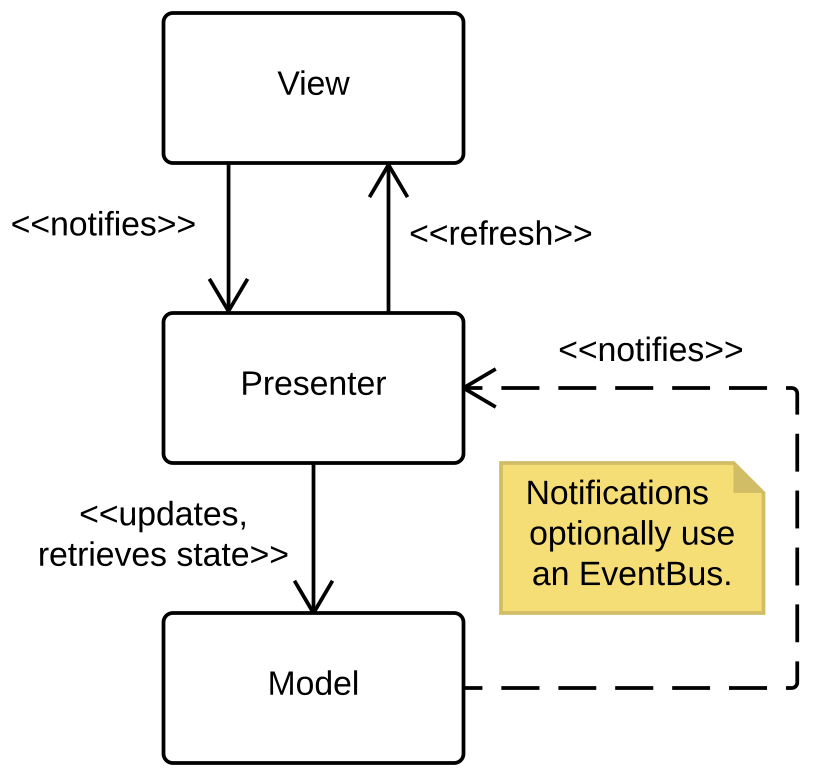 View
<<notifies>>
<<refresh>>
<<notifies>>
Presenter
<<updates,
retrieves state>>
Notifications
optionally use
an EventBus.
Model